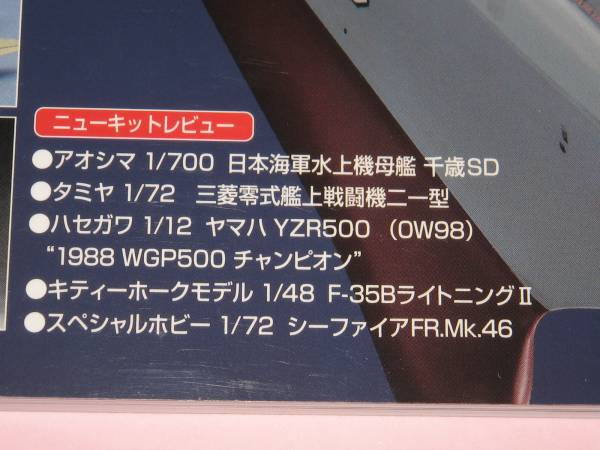 ニューキットレビュー
●アオシマ 1/700 日本海軍水上機母艦 千歳SD
●タミヤ 1/72 三菱零式艦上戦闘機二一型
●ハセガワ 1/12 ヤマハ YZR500 （0W98）
“1988 WGP500 チャンピオン”
●キティーホークモデル 1/48 F-35BライトニングⅡ
●スペシャルホビー 1/72 シーファイアFR.Mk.46